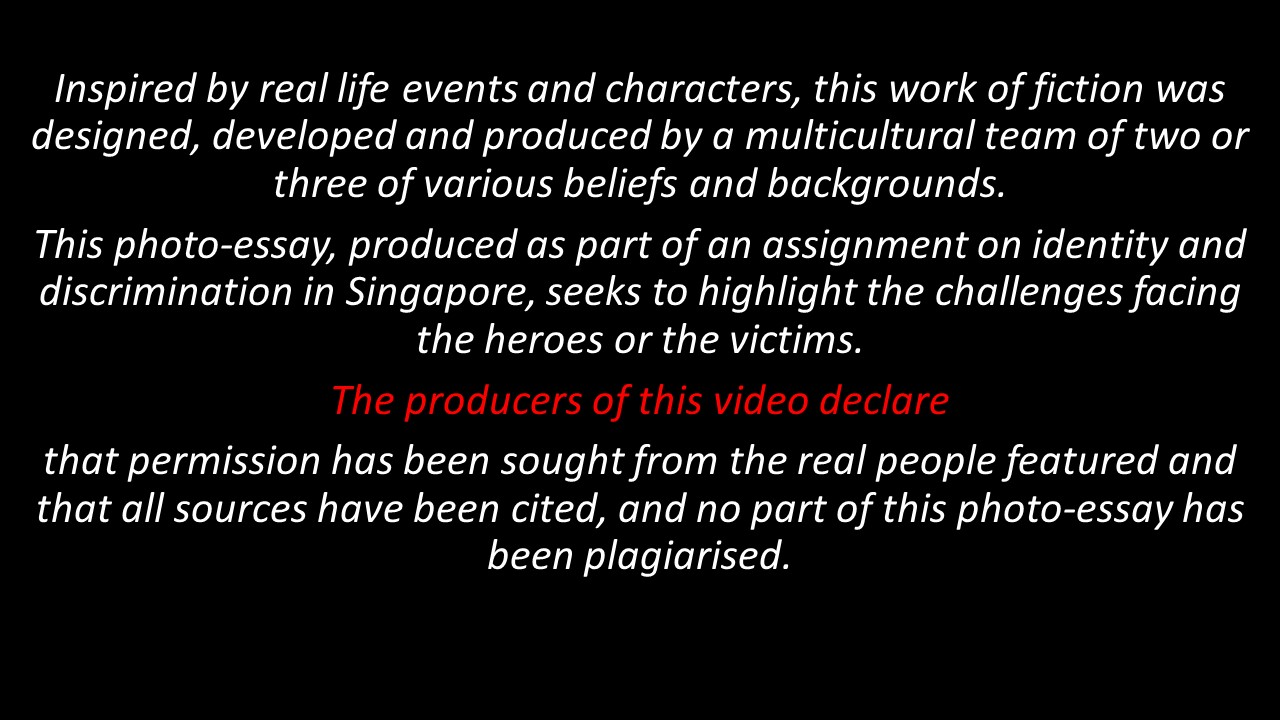 Inspired by real life events and characters, this work of fiction was
designed, developed and produced by a multicultural team of two or
three of various beliefs and backgrounds.
This photo-essay, produced as part of an assignment on identity and
discrimination in Singapore, seeks to highlight the challenges facing
the heroes or the victims.
The producers of this video declare
that permission has been sought from the real people featured and
that all sources have been cited, and no part of this photo-essay has
been plagiarised.